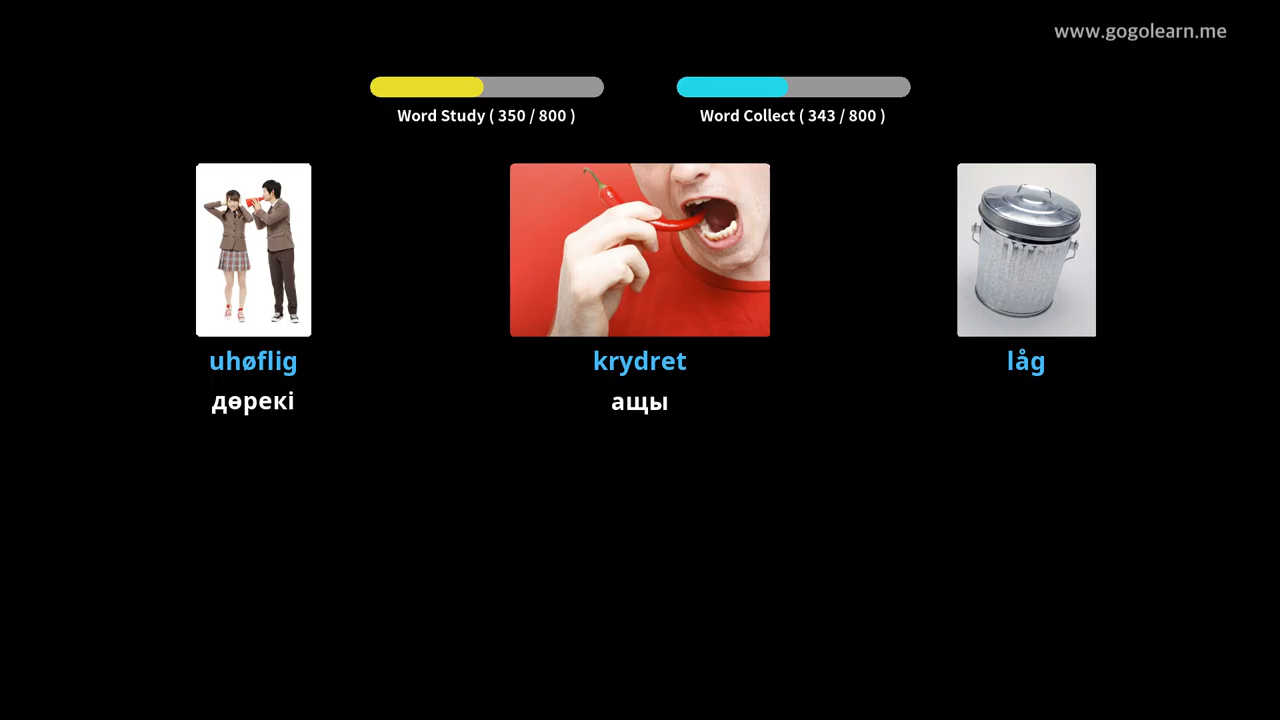 www.gogolearn.me
Word Study ( 350 / 800 )
Word Collect ( 343 / 800 )
uhøflig
krydret
låg
дөрекі
ащы